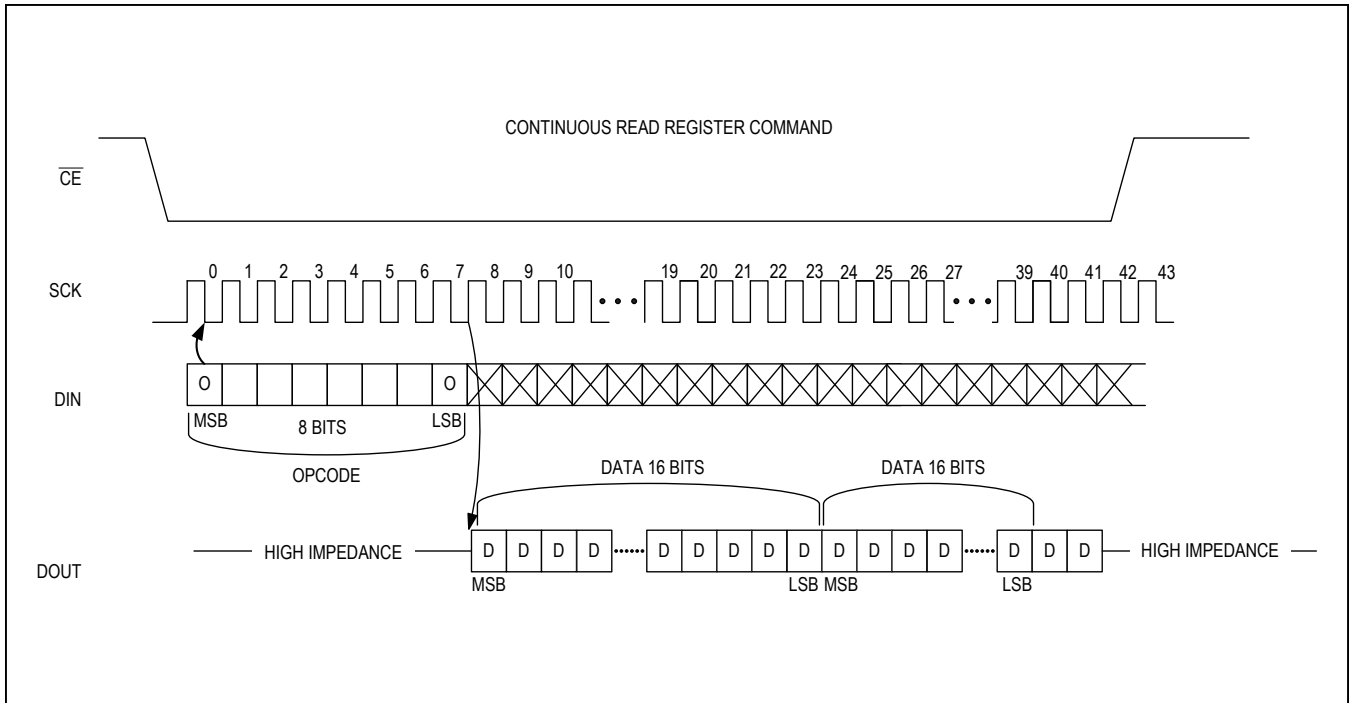 CONTINUOUS READ REGISTER COMMAND
CE
SCK
0 1 2 3 4 5 6 7 8 9 10 19 20 21 22 23 24 25 26 27 39 40 41 42 43
DIN
O O
MSB 8 BITS LSB
OPCODE
DATA 16 BITS DATA 16 BITS
DOUT
HIGH IMPEDANCE D D D D D D D D D D D D D D D D HIGH IMPEDANCE
MSB LSB MSB LSB